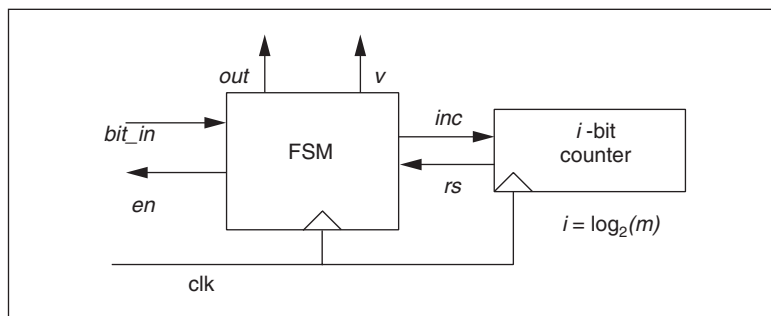 out
v
bit_in
inc
FSM
i-bit
counter
en
rs
i = log₂(m)
clk